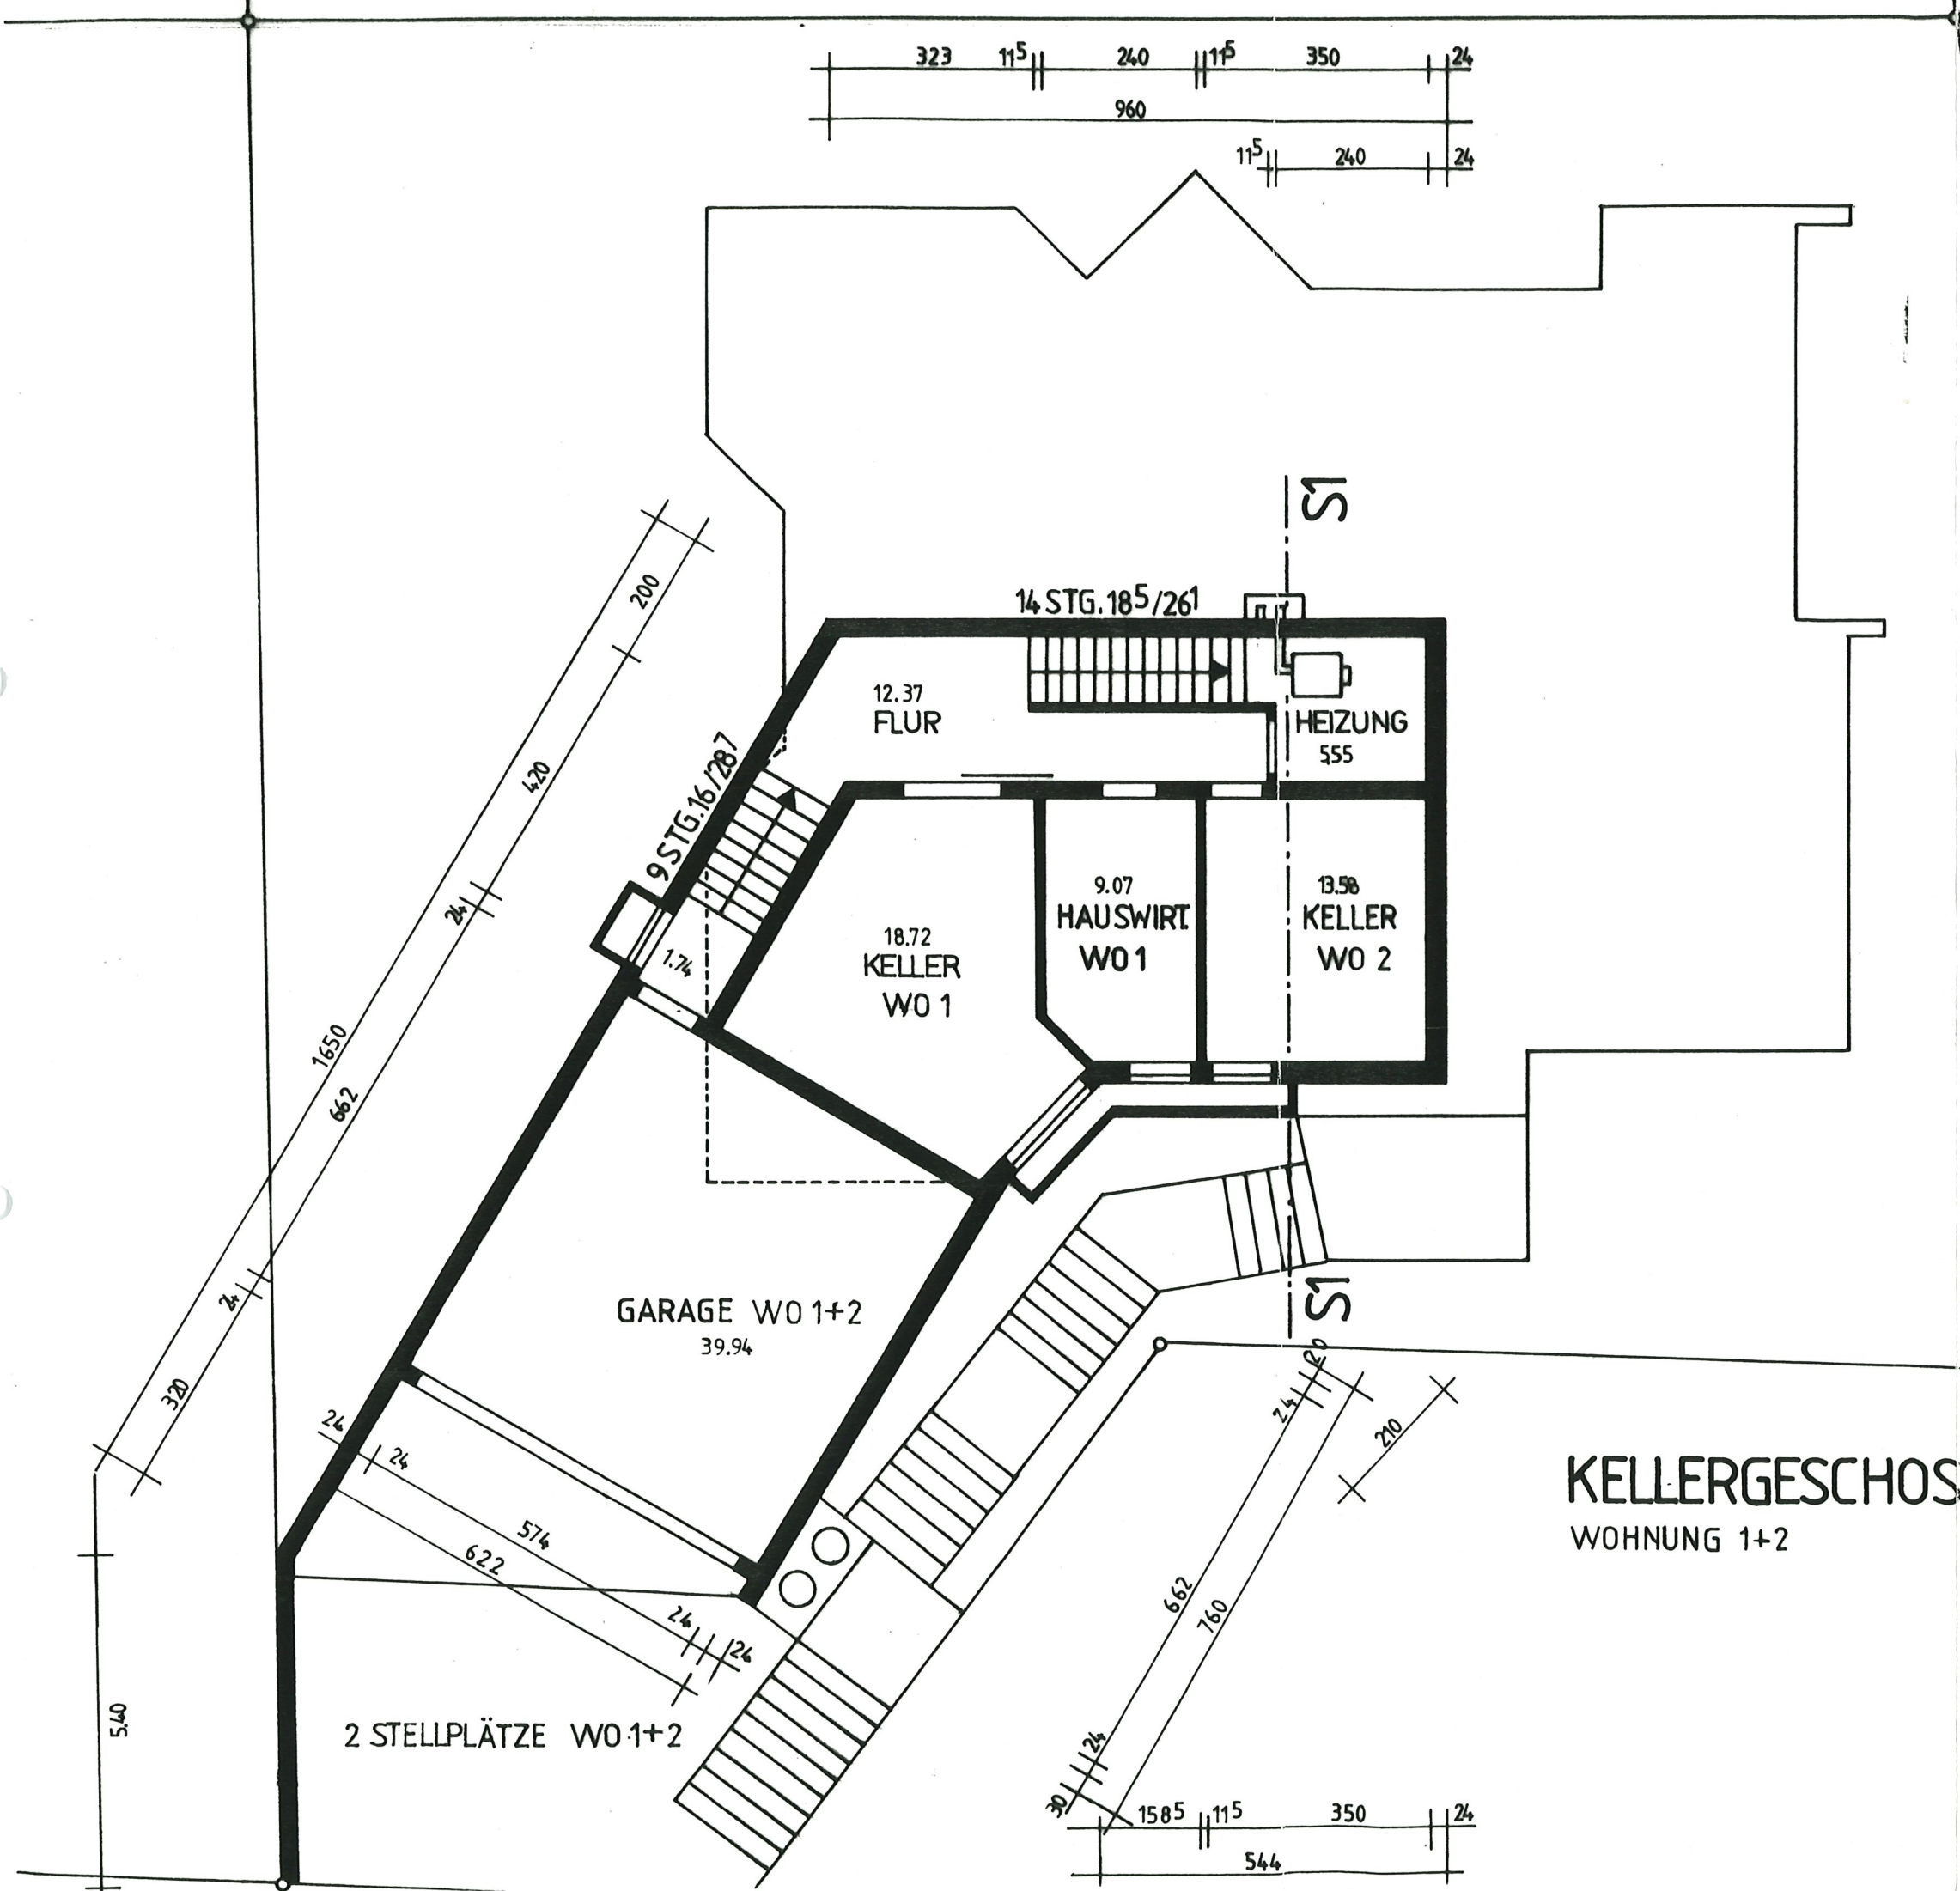 323 11⁵ 240 11⁵ 350 24
960
11⁵ 240 24
S1
200
14 STG. 18⁵/26¹
12.37
FLUR
HEIZUNG
5,55
9 STG. 16/28⁷
420
24
1.74
18.72
KELLER
WO 1
9.07
HAUSWIRT.
WO 1
13.58
KELLER
WO 2
1650
662
24
320
GARAGE WO 1+2
39.94
S1
24
24
574
622
24
24
24
210
KELLERGESCHOS
WOHNUNG 1+2
662
760
2 STELLPLÄTZE WO 1+2
5.40
24
30
158⁵ 11⁵ 350 24
544